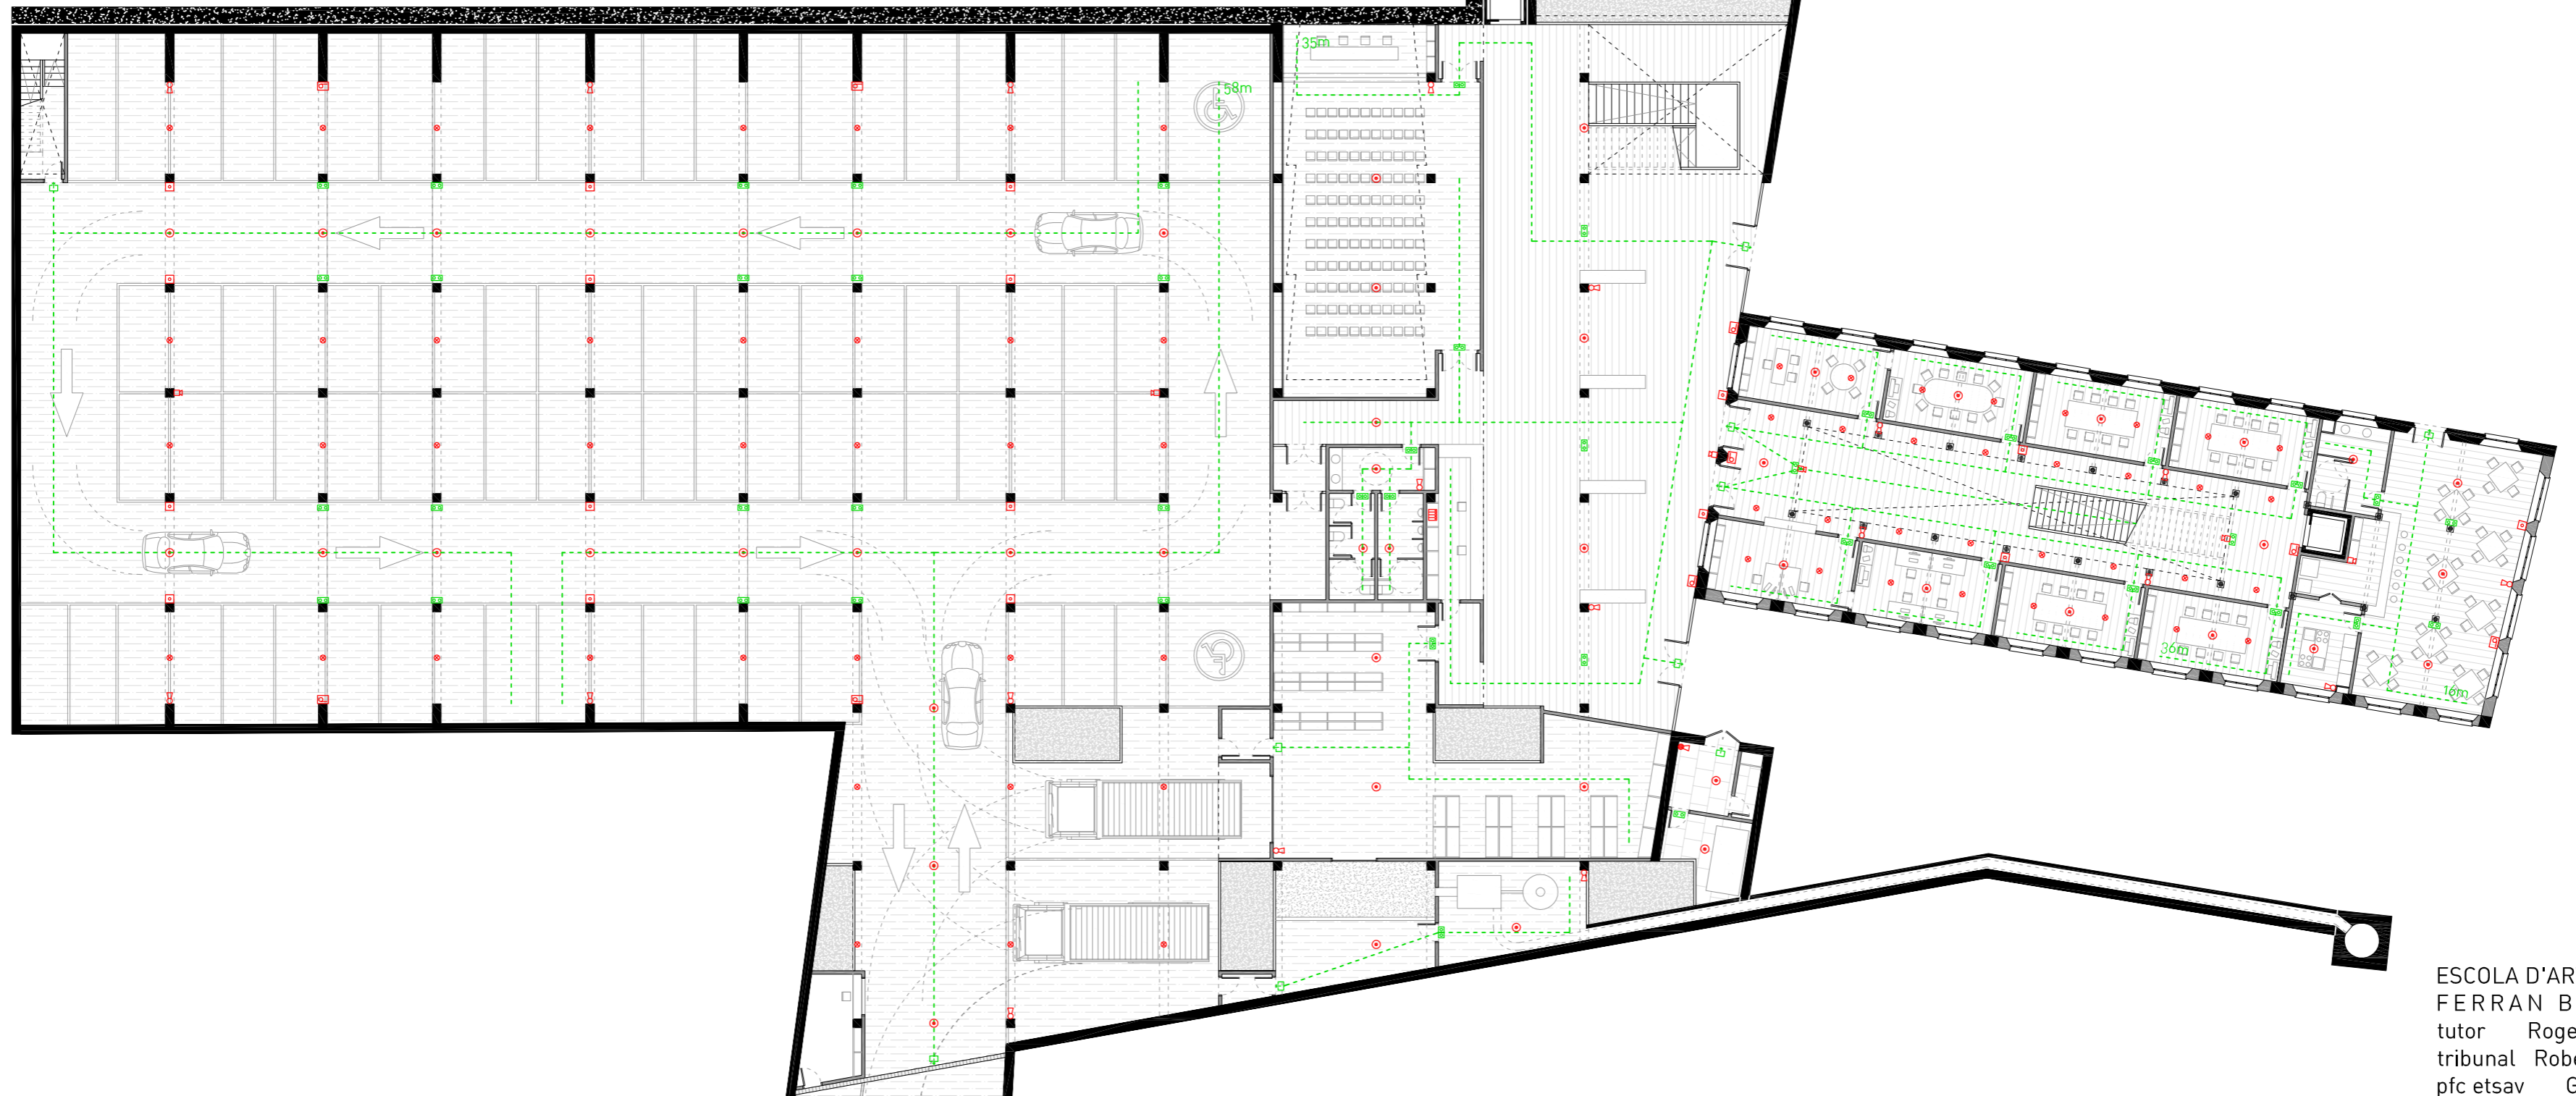 35m
58m
36m
16m
ESCOLA D'AR
FERRAN B
tutor Roge
tribunal Robe
pfc etsav G